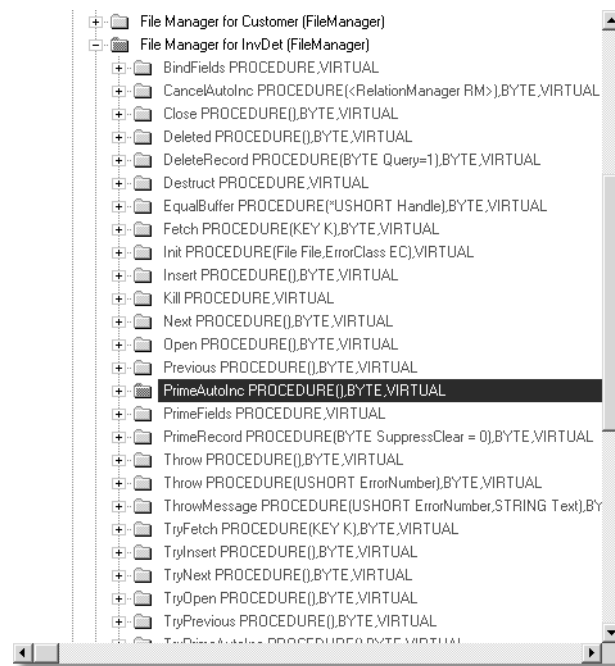 File Manager for Customer (FileManager)
File Manager for InvDet (FileManager)
BindFields PROCEDURE,VIRTUAL
CancelAutoInc PROCEDURE(<RelationManager RM>),BYTE,VIRTUAL
Close PROCEDURE(),BYTE,VIRTUAL
Deleted PROCEDURE(),BYTE,VIRTUAL
DeleteRecord PROCEDURE(BYTE Query=1),BYTE,VIRTUAL
Destruct PROCEDURE,VIRTUAL
EqualBuffer PROCEDURE(*USHORT Handle),BYTE,VIRTUAL
Fetch PROCEDURE(KEY K),BYTE,VIRTUAL
Init PROCEDURE(File File,ErrorClass EC),VIRTUAL
Insert PROCEDURE(),BYTE,VIRTUAL
Kill PROCEDURE,VIRTUAL
Next PROCEDURE(),BYTE,VIRTUAL
Open PROCEDURE(),BYTE,VIRTUAL
Previous PROCEDURE(),BYTE,VIRTUAL
PrimeAutoInc PROCEDURE(),BYTE,VIRTUAL
PrimeFields PROCEDURE,VIRTUAL
PrimeRecord PROCEDURE(BYTE SuppressClear = 0),BYTE,VIRTUAL
Throw PROCEDURE(),BYTE,VIRTUAL
Throw PROCEDURE(USHORT ErrorNumber),BYTE,VIRTUAL
ThrowMessage PROCEDURE(USHORT ErrorNumber,STRING Text),BY
TryFetch PROCEDURE(KEY K),BYTE,VIRTUAL
TryInsert PROCEDURE(),BYTE,VIRTUAL
TryNext PROCEDURE(),BYTE,VIRTUAL
TryOpen PROCEDURE(),BYTE,VIRTUAL
TryPrevious PROCEDURE(),BYTE,VIRTUAL
TryPrimeAutoInc PROCEDURE(),BYTE,VIRTUAL